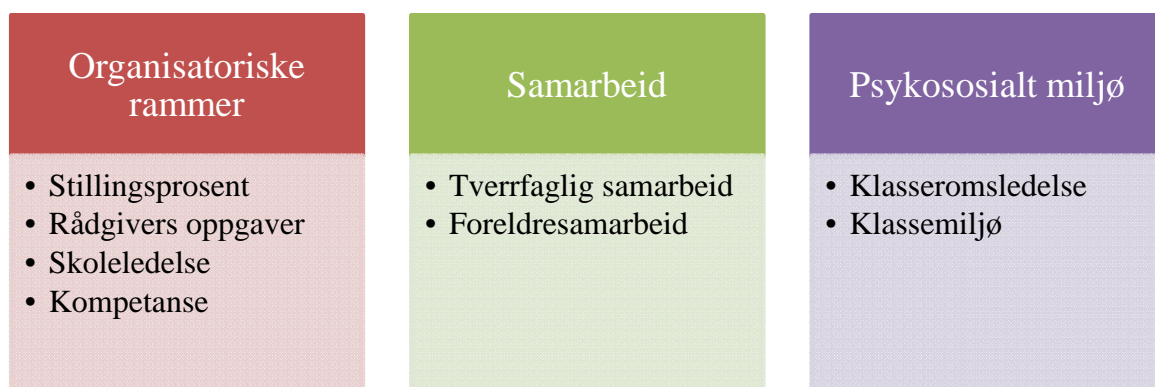 Organisatoriske
rammer
• Stillingsprosent
• Rådgivers oppgaver
• Skoleledelse
• Kompetanse
Samarbeid
• Tverrfaglig samarbeid
• Foreldresamarbeid
Psykososialt miljø
• Klasseromsledelse
• Klassemiljø